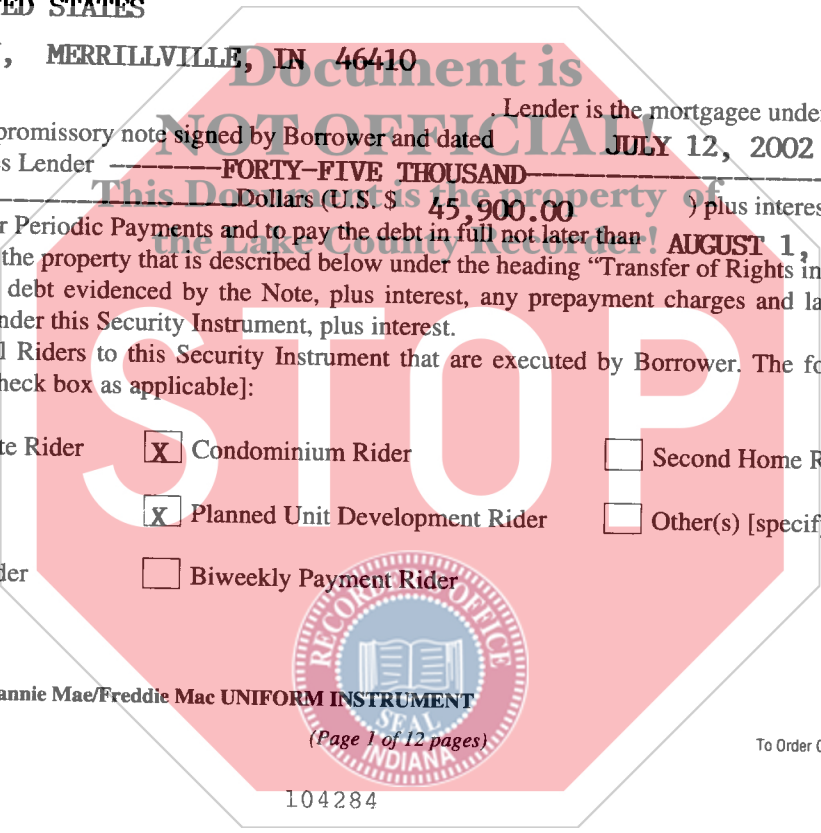 ED STATES
, MERRILLVILLE, IN 46410
Document is
. Lender is the mortgagee unde
NOT OFFICIAL!
promissory note signed by Borrower and dated JULY 12, 2002
s Lender FORTY-FIVE THOUSAND
This Document is the property of
Dollars (U.S. $ 45,900.00 ) plus interes
r Periodic Payments and to pay the debt in full not later than AUGUST 1,
the Lake County Recorder!
the property that is described below under the heading “Transfer of Rights in
debt evidenced by the Note, plus interest, any prepayment charges and la
nder this Security Instrument, plus interest.
l Riders to this Security Instrument that are executed by Borrower. The fo
heck box as applicable]:
STOP
te Rider X Condominium Rider Second Home R
X Planned Unit Development Rider Other(s) [specify
der Biweekly Payment Rider
RECORDER'S OFFICE
annie Mae/Freddie Mac UNIFORM INSTRUMENT
SEAL
(Page 1 of 12 pages)
INDIANA
To Order C
104284